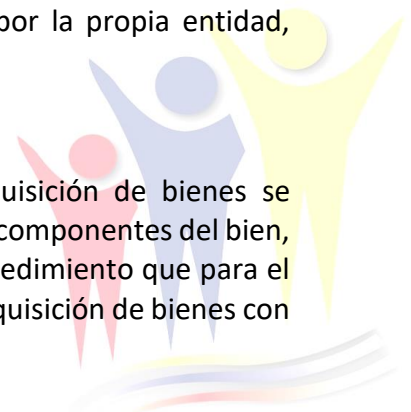 por la propia entidad,
quisición de bienes se
componentes del bien,
edimiento que para el
quisición de bienes con